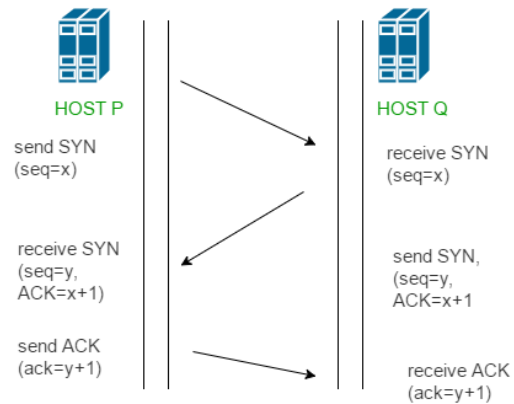 HOST P
HOST Q
send SYN
(seq=x)
receive SYN
(seq=x)
receive SYN
(seq=y,
ACK=x+1)
send SYN,
(seq=y,
ACK=x+1
send ACK
(ack=y+1)
receive ACK
(ack=y+1)